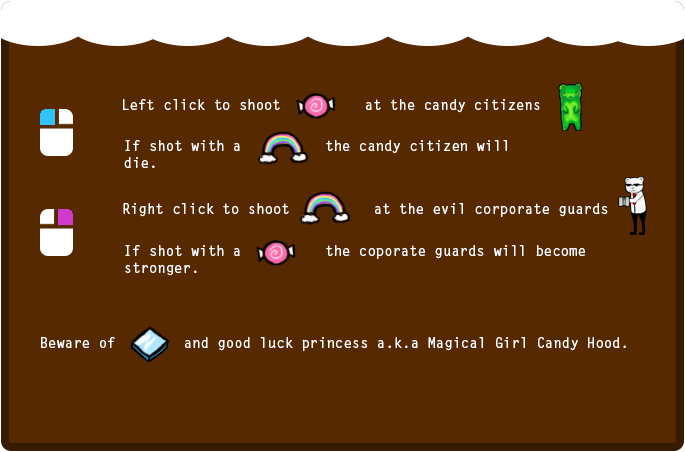 Left click to shoot at the candy citizens
If shot with a the candy citizen will
die.
Right click to shoot at the evil corporate guards
If shot with a the coporate guards will become
stronger.
Beware of and good luck princess a.k.a Magical Girl Candy Hood.